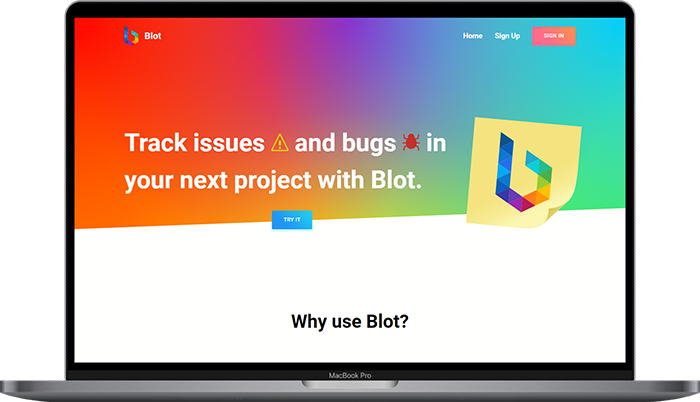 Blot
Home
Sign Up
SIGN IN
Track issues ⚠ and bugs 🐞 in
your next project with Blot.
TRY IT
Why use Blot?
MacBook Pro